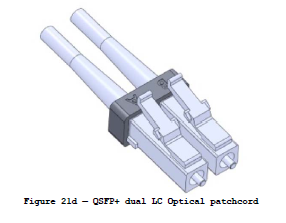 Figure 21d — QSFP+ dual LC Optical patchcord